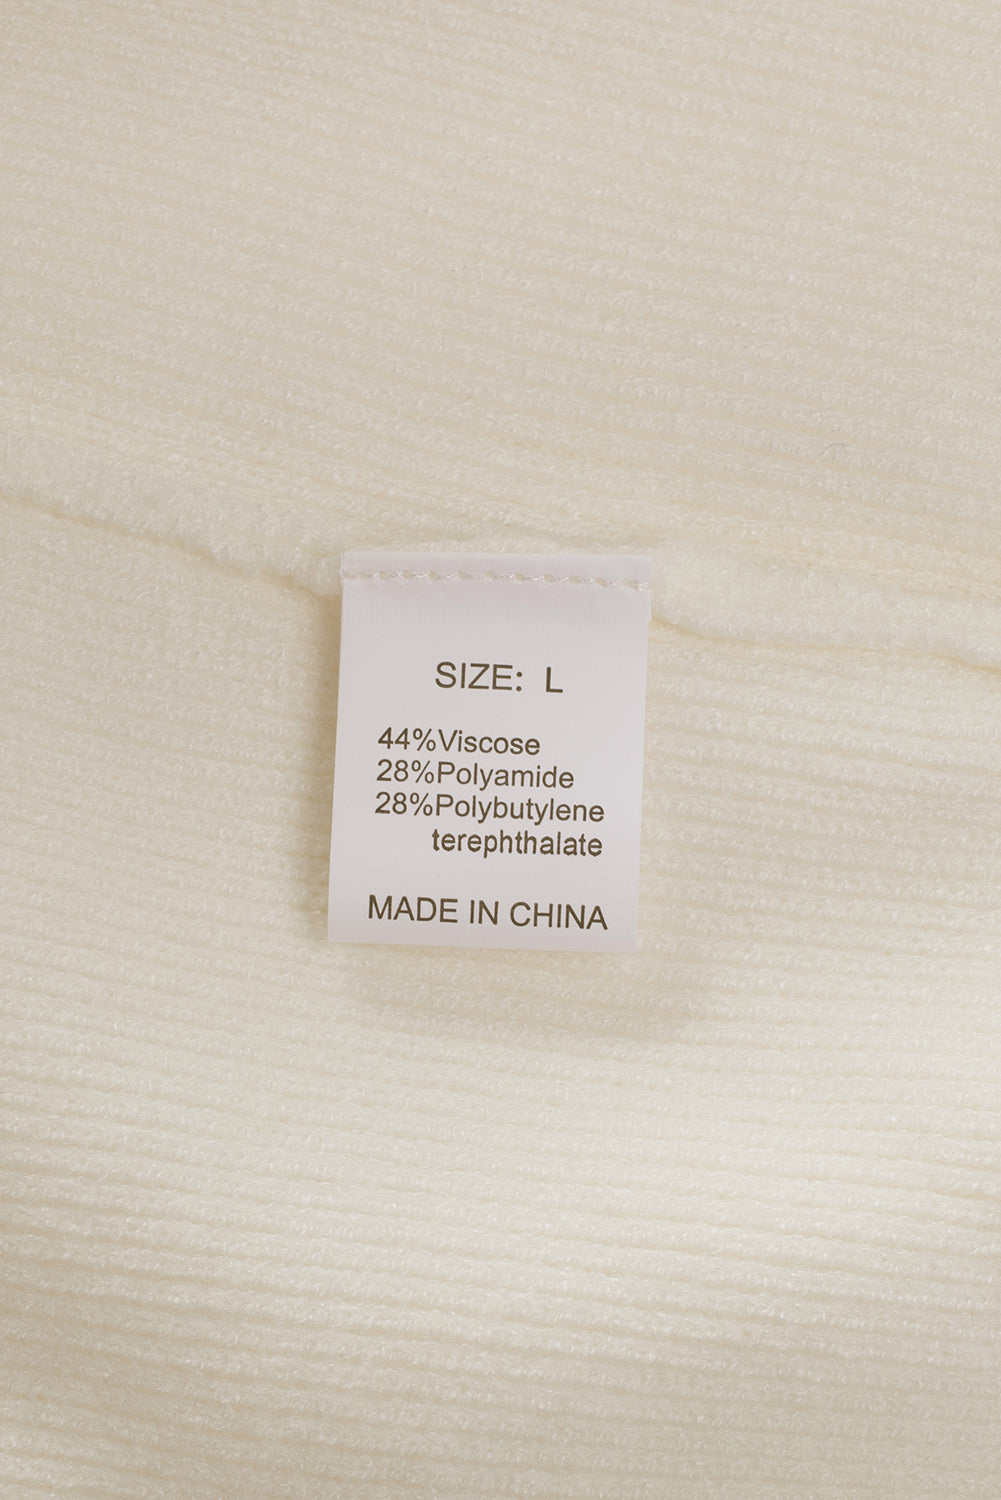 SIZE: L
44%Viscose
28%Polyamide
28%Polybutylene
terephthalate
MADE IN CHINA